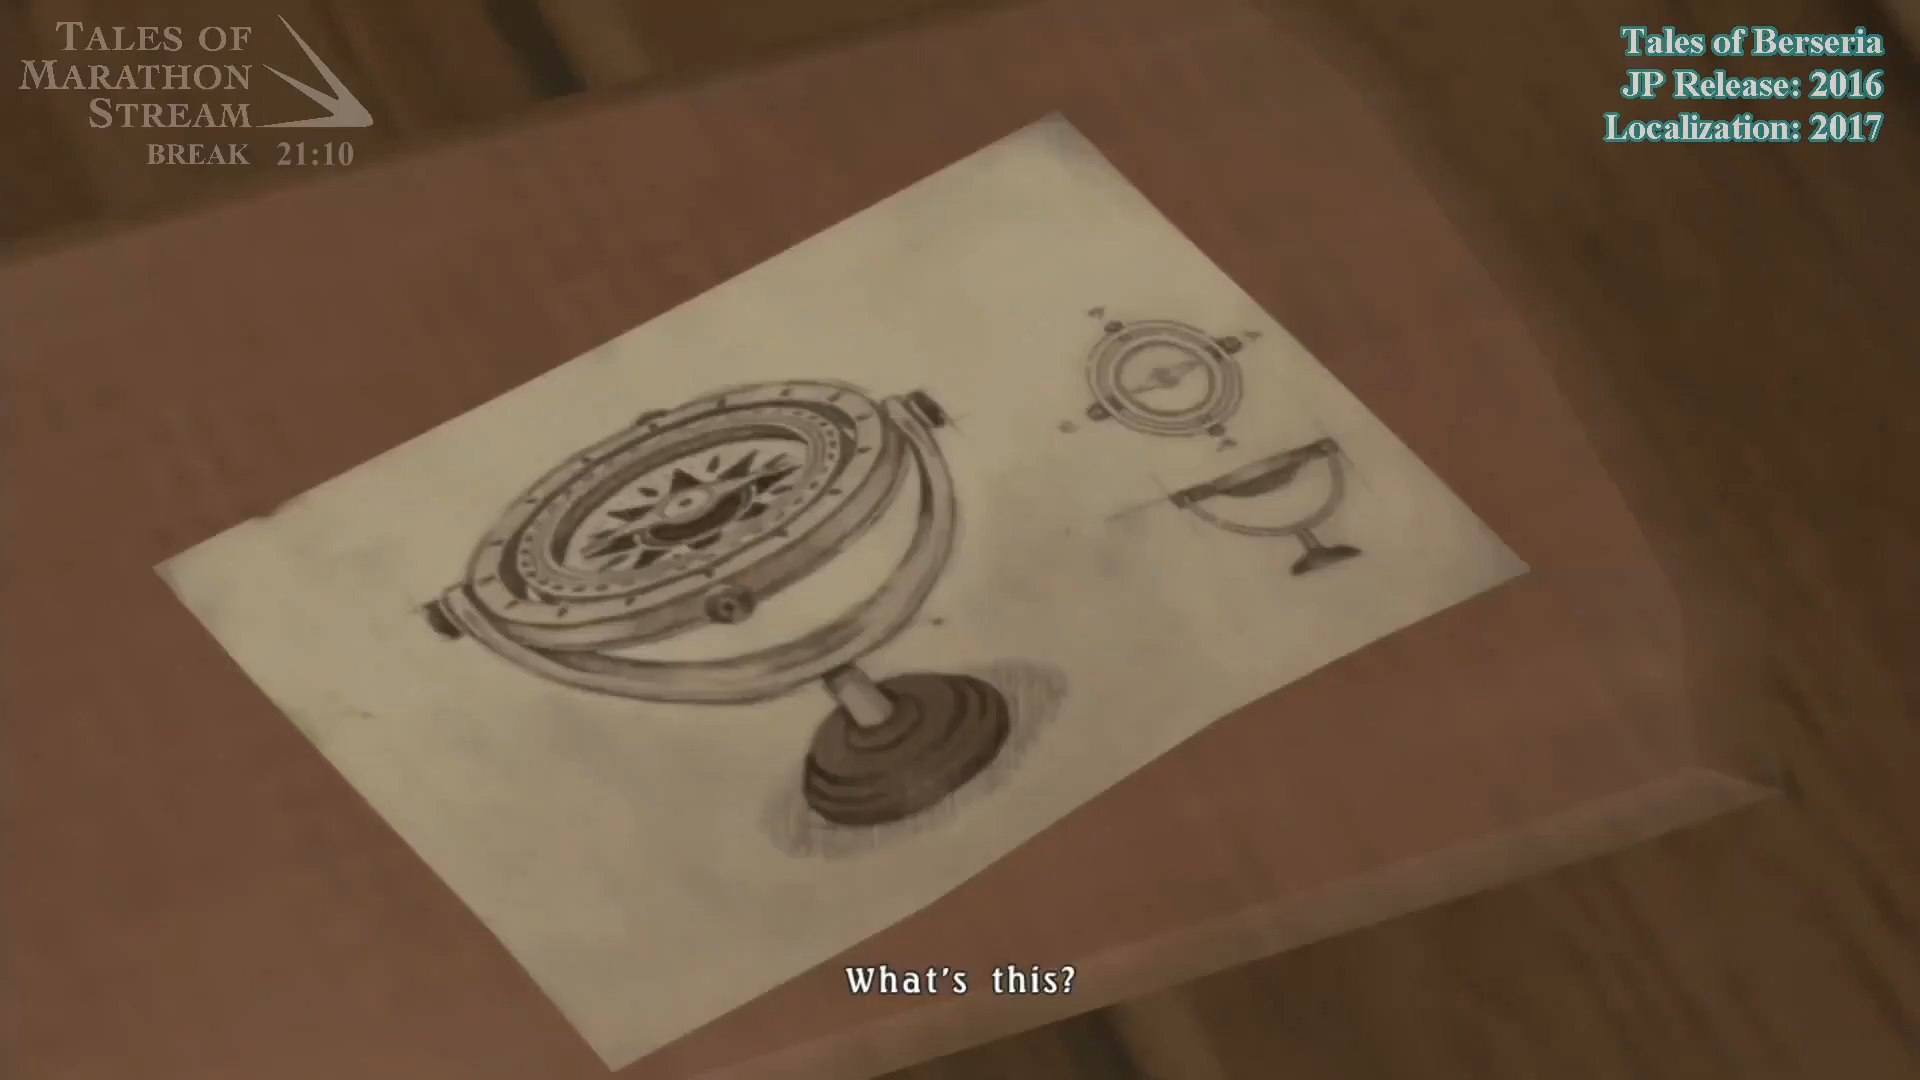 TALES OF
MARATHON
STREAM
BREAK 21:10
Tales of Berseria
JP Release: 2016
Localization: 2017
What's this?